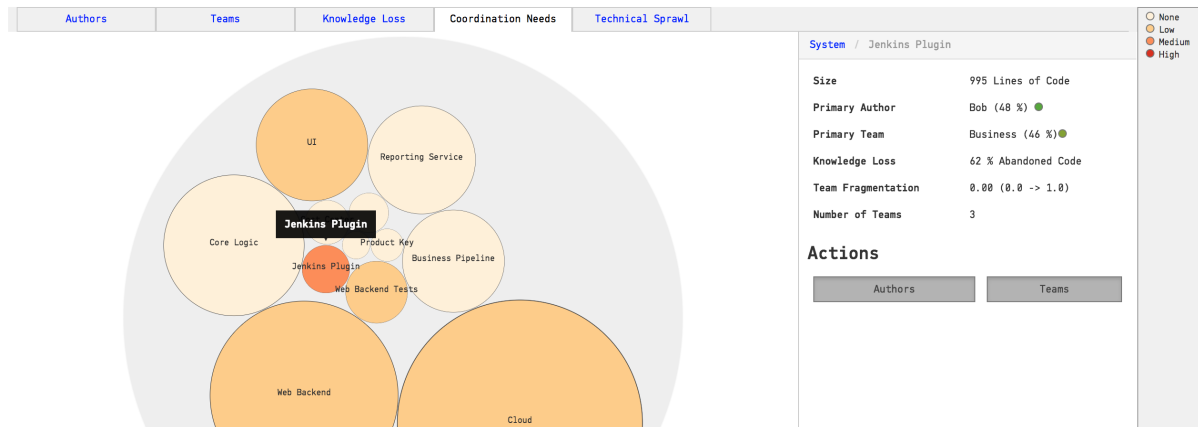 Authors
Teams
Knowledge Loss
Coordination Needs
Technical Sprawl
None
Low
Medium
High
System / Jenkins Plugin
Size 995 Lines of Code
Primary Author Bob (48 %)
Primary Team Business (46 %)
Knowledge Loss 62 % Abandoned Code
Team Fragmentation 0.00 (0.0 -> 1.0)
Number of Teams 3
Actions
Authors
Teams
UI
Reporting Service
Jenkins Plugin
Core Logic
Product Key
Business Pipeline
Jenkins Plugin
Web Backend Tests
Web Backend
Cloud